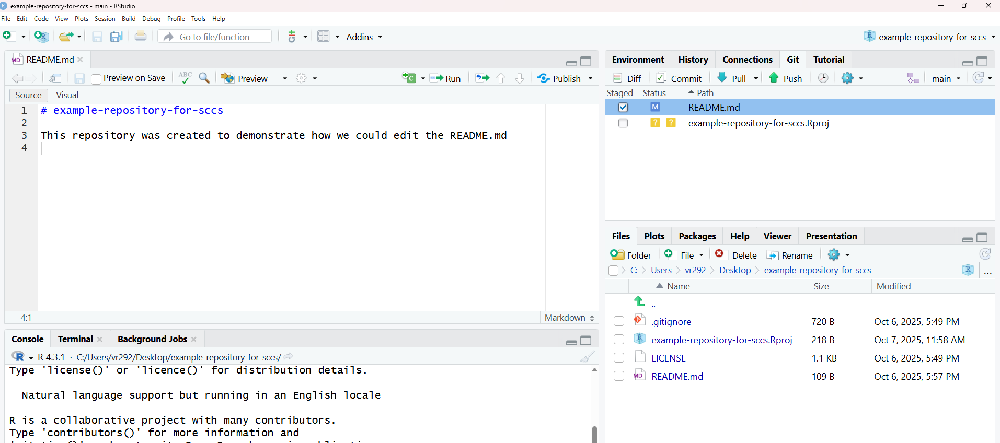 example-repository-for-sccs - main - RStudio
File Edit Code View Plots Session Build Debug Profile Tools Help
Go to file/function Addins example-repository-for-sccs
README.md
Preview on Save ABC Preview Run Publish
Source Visual
1 # example-repository-for-sccs
2
3 This repository was created to demonstrate how we could edit the README.md
4
4:1 Markdown
Console Terminal Background Jobs
R 4.3.1 · C:/Users/vr292/Desktop/example-repository-for-sccs/
Type 'license()' or 'licence()' for distribution details.
Natural language support but running in an English locale
R is a collaborative project with many contributors.
Type 'contributors()' for more information and
Environment History Connections Git Tutorial
Diff Commit Pull Push main
Staged Status Path
M README.md
? ? example-repository-for-sccs.Rproj
Files Plots Packages Help Viewer Presentation
Folder File Delete Rename
C: Users vr292 Desktop example-repository-for-sccs ...
Name Size Modified
..
.gitignore 720 B Oct 6, 2025, 5:49 PM
example-repository-for-sccs.Rproj 218 B Oct 7, 2025, 11:58 AM
LICENSE 1.1 KB Oct 6, 2025, 5:49 PM
MD README.md 109 B Oct 6, 2025, 5:57 PM